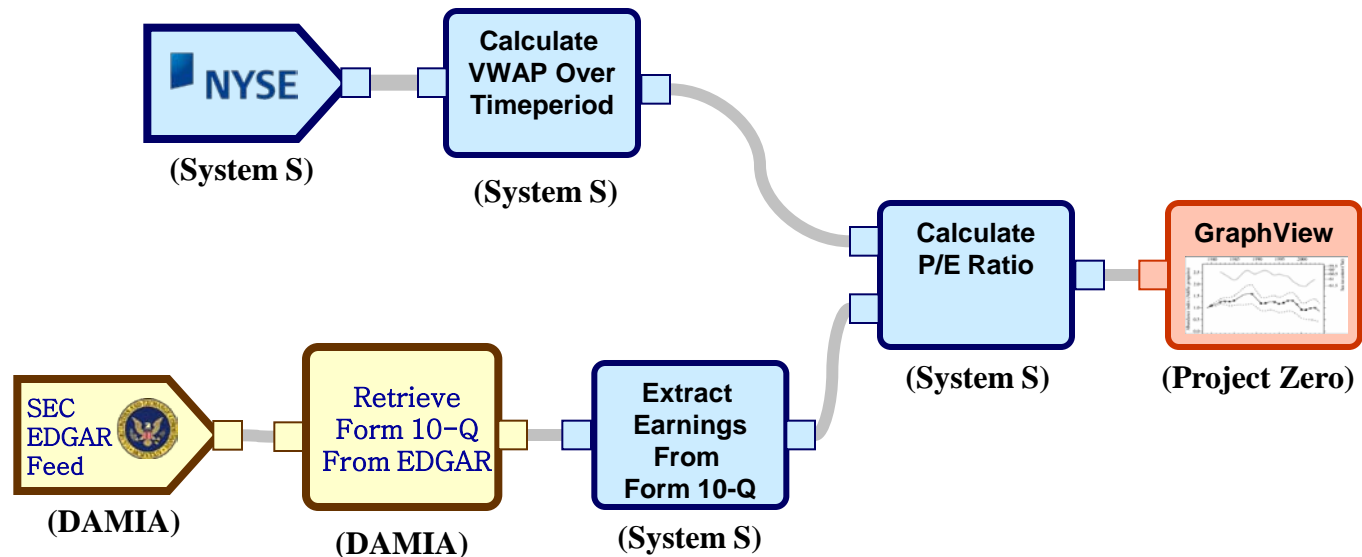 NYSE
(System S)
Calculate
VWAP Over
Timeperiod
(System S)
SEC
EDGAR
Feed
(DAMIA)
Retrieve
Form 10-Q
From EDGAR
(DAMIA)
Extract
Earnings
From
Form 10-Q
(System S)
Calculate
P/E Ratio
(System S)
GraphView
(Project Zero)